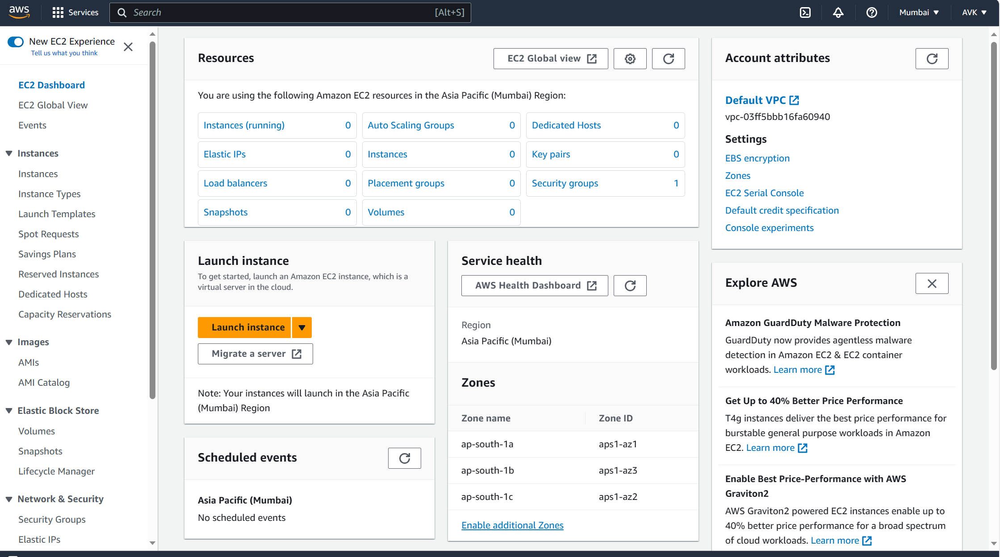 aws
Services
Search
[Alt+S]
Mumbai
AVK
New EC2 Experience
Tell us what you think
EC2 Dashboard
EC2 Global View
Events
Instances
Instances
Instance Types
Launch Templates
Spot Requests
Savings Plans
Reserved Instances
Dedicated Hosts
Capacity Reservations
Images
AMIs
AMI Catalog
Elastic Block Store
Volumes
Snapshots
Lifecycle Manager
Network & Security
Security Groups
Elastic IPs
Resources
EC2 Global view
You are using the following Amazon EC2 resources in the Asia Pacific (Mumbai) Region:
Instances (running) 0
Auto Scaling Groups 0
Dedicated Hosts 0
Elastic IPs 0
Instances 0
Key pairs 0
Load balancers 0
Placement groups 0
Security groups 1
Snapshots 0
Volumes 0
Launch instance
To get started, launch an Amazon EC2 instance, which is a
virtual server in the cloud.
Launch instance
Migrate a server
Note: Your instances will launch in the Asia Pacific
(Mumbai) Region
Scheduled events
Asia Pacific (Mumbai)
No scheduled events
Service health
AWS Health Dashboard
Region
Asia Pacific (Mumbai)
Zones
Zone name Zone ID
ap-south-1a aps1-az1
ap-south-1b aps1-az3
ap-south-1c aps1-az2
Enable additional Zones
Account attributes
Default VPC
vpc-03ff5bbb16fa60940
Settings
EBS encryption
Zones
EC2 Serial Console
Default credit specification
Console experiments
Explore AWS
Amazon GuardDuty Malware Protection
GuardDuty now provides agentless malware
detection in Amazon EC2 & EC2 container
workloads. Learn more
Get Up to 40% Better Price Performance
T4g instances deliver the best price performance for
burstable general purpose workloads in Amazon
EC2. Learn more
Enable Best Price-Performance with AWS
Graviton2
AWS Graviton2 powered EC2 instances enable up to
40% better price performance for a broad spectrum
of cloud workloads. Learn more